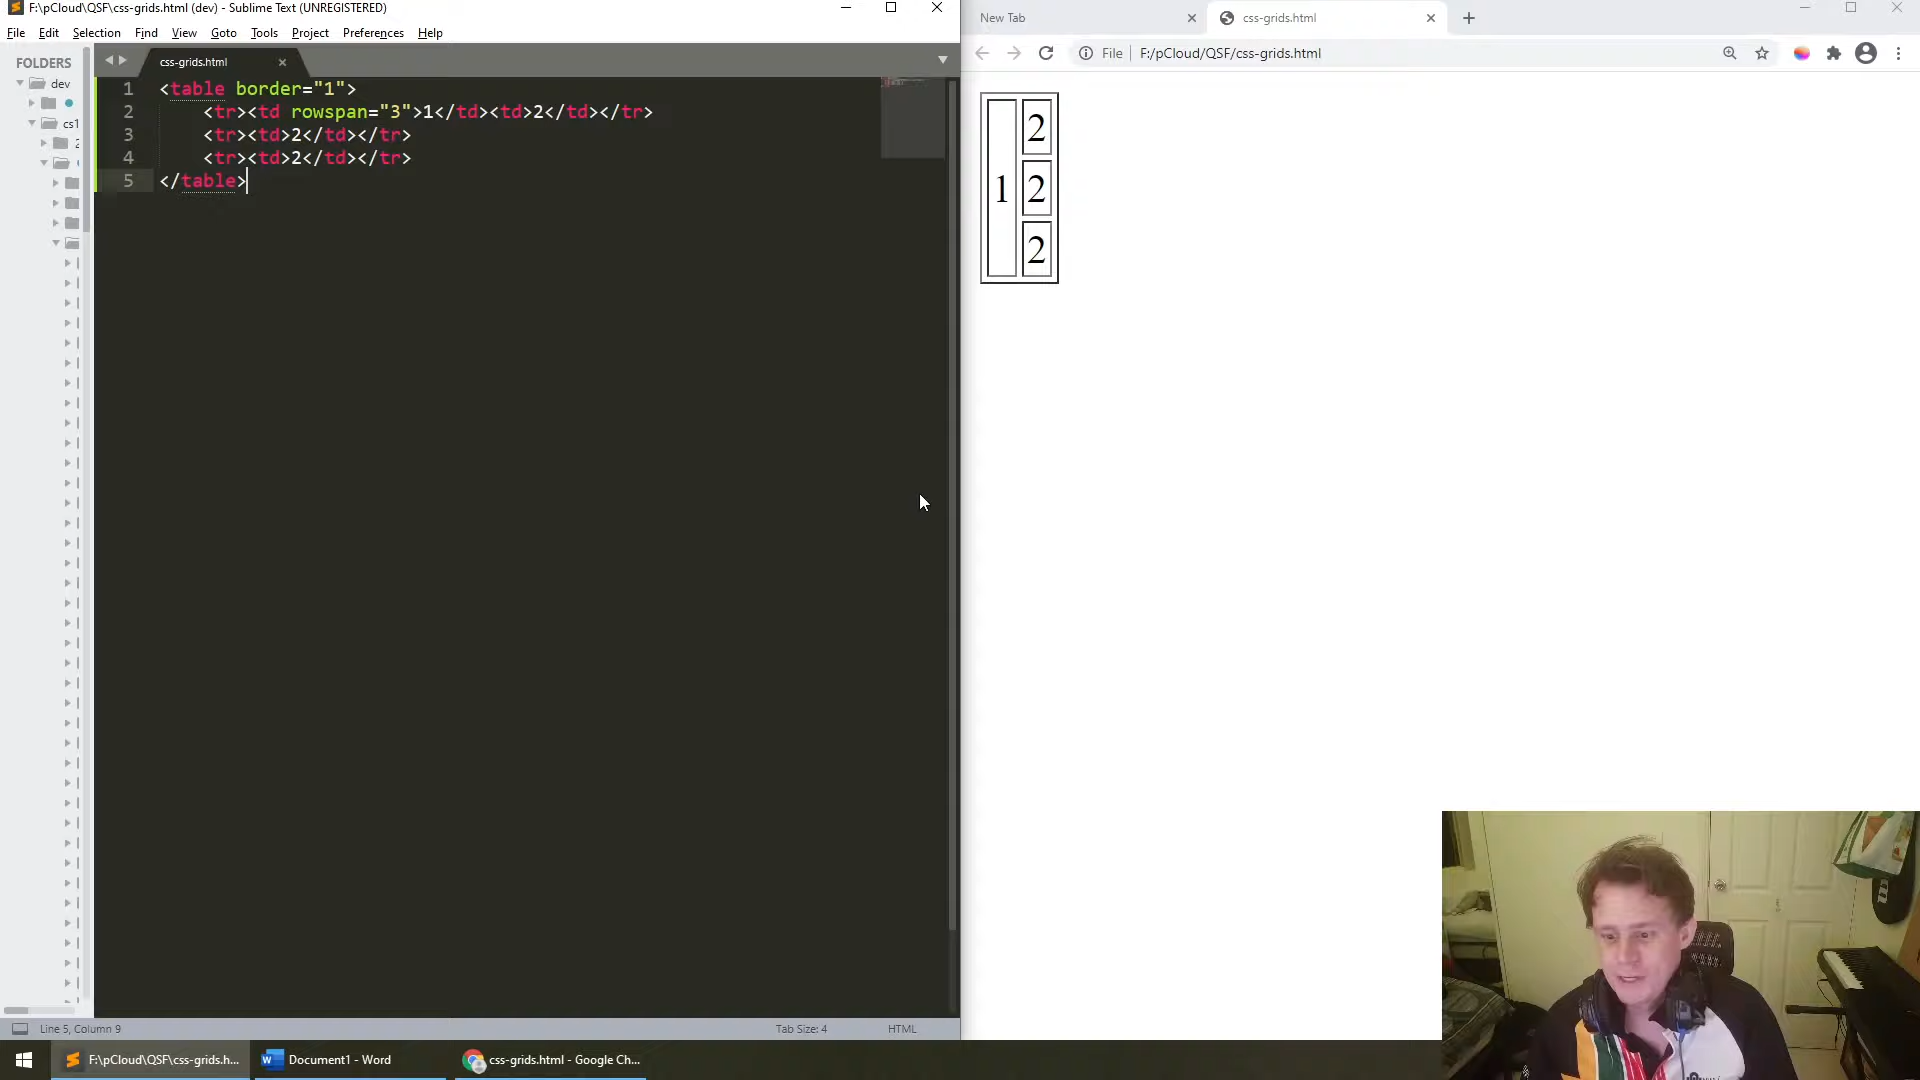 F:\pCloud\QSF\css-grids.html (dev) - Sublime Text (UNREGISTERED)
File Edit Selection Find View Goto Tools Project Preferences Help
FOLDERS
dev
cs1
2
css-grids.html
1 <table border="1">
2 <tr><td rowspan="3">1</td><td>2</td></tr>
3 <tr><td>2</td></tr>
4 <tr><td>2</td></tr>
5 </table>
Line 5, Column 9
Tab Size: 4
HTML
New Tab
css-grids.html
File
F:/pCloud/QSF/css-grids.html
1
2
2
2
F:\pCloud\QSF\css-grids.h...
Document1 - Word
css-grids.html - Google Ch...